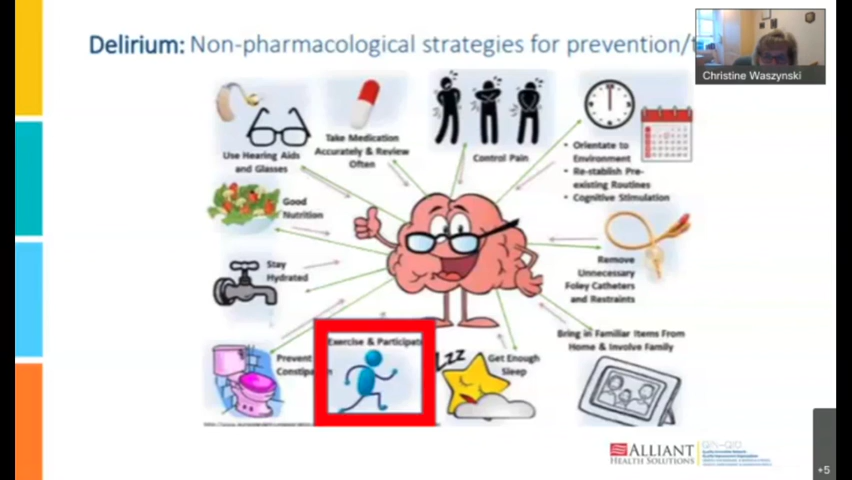 Delirium: Non-pharmacological strategies for prevention/
Christine Waszynski
Use Hearing Aids
and Glasses
Take Medication
Accurately & Review
Often
Control Pain
• Orientate to
Environment
• Re-stablish Pre-
existing Routines
• Cognitive Stimulation
Good
Nutrition
Stay
Hydrated
Remove
Unnecessary
Foley Catheters
and Restraints
Prevent
Exercise & Participat
ZZZ
Get Enough
Sleep
Bring in Familiar Items From
Home & Involve Family
ALLIANT
HEALTH SOLUTIONS
+5